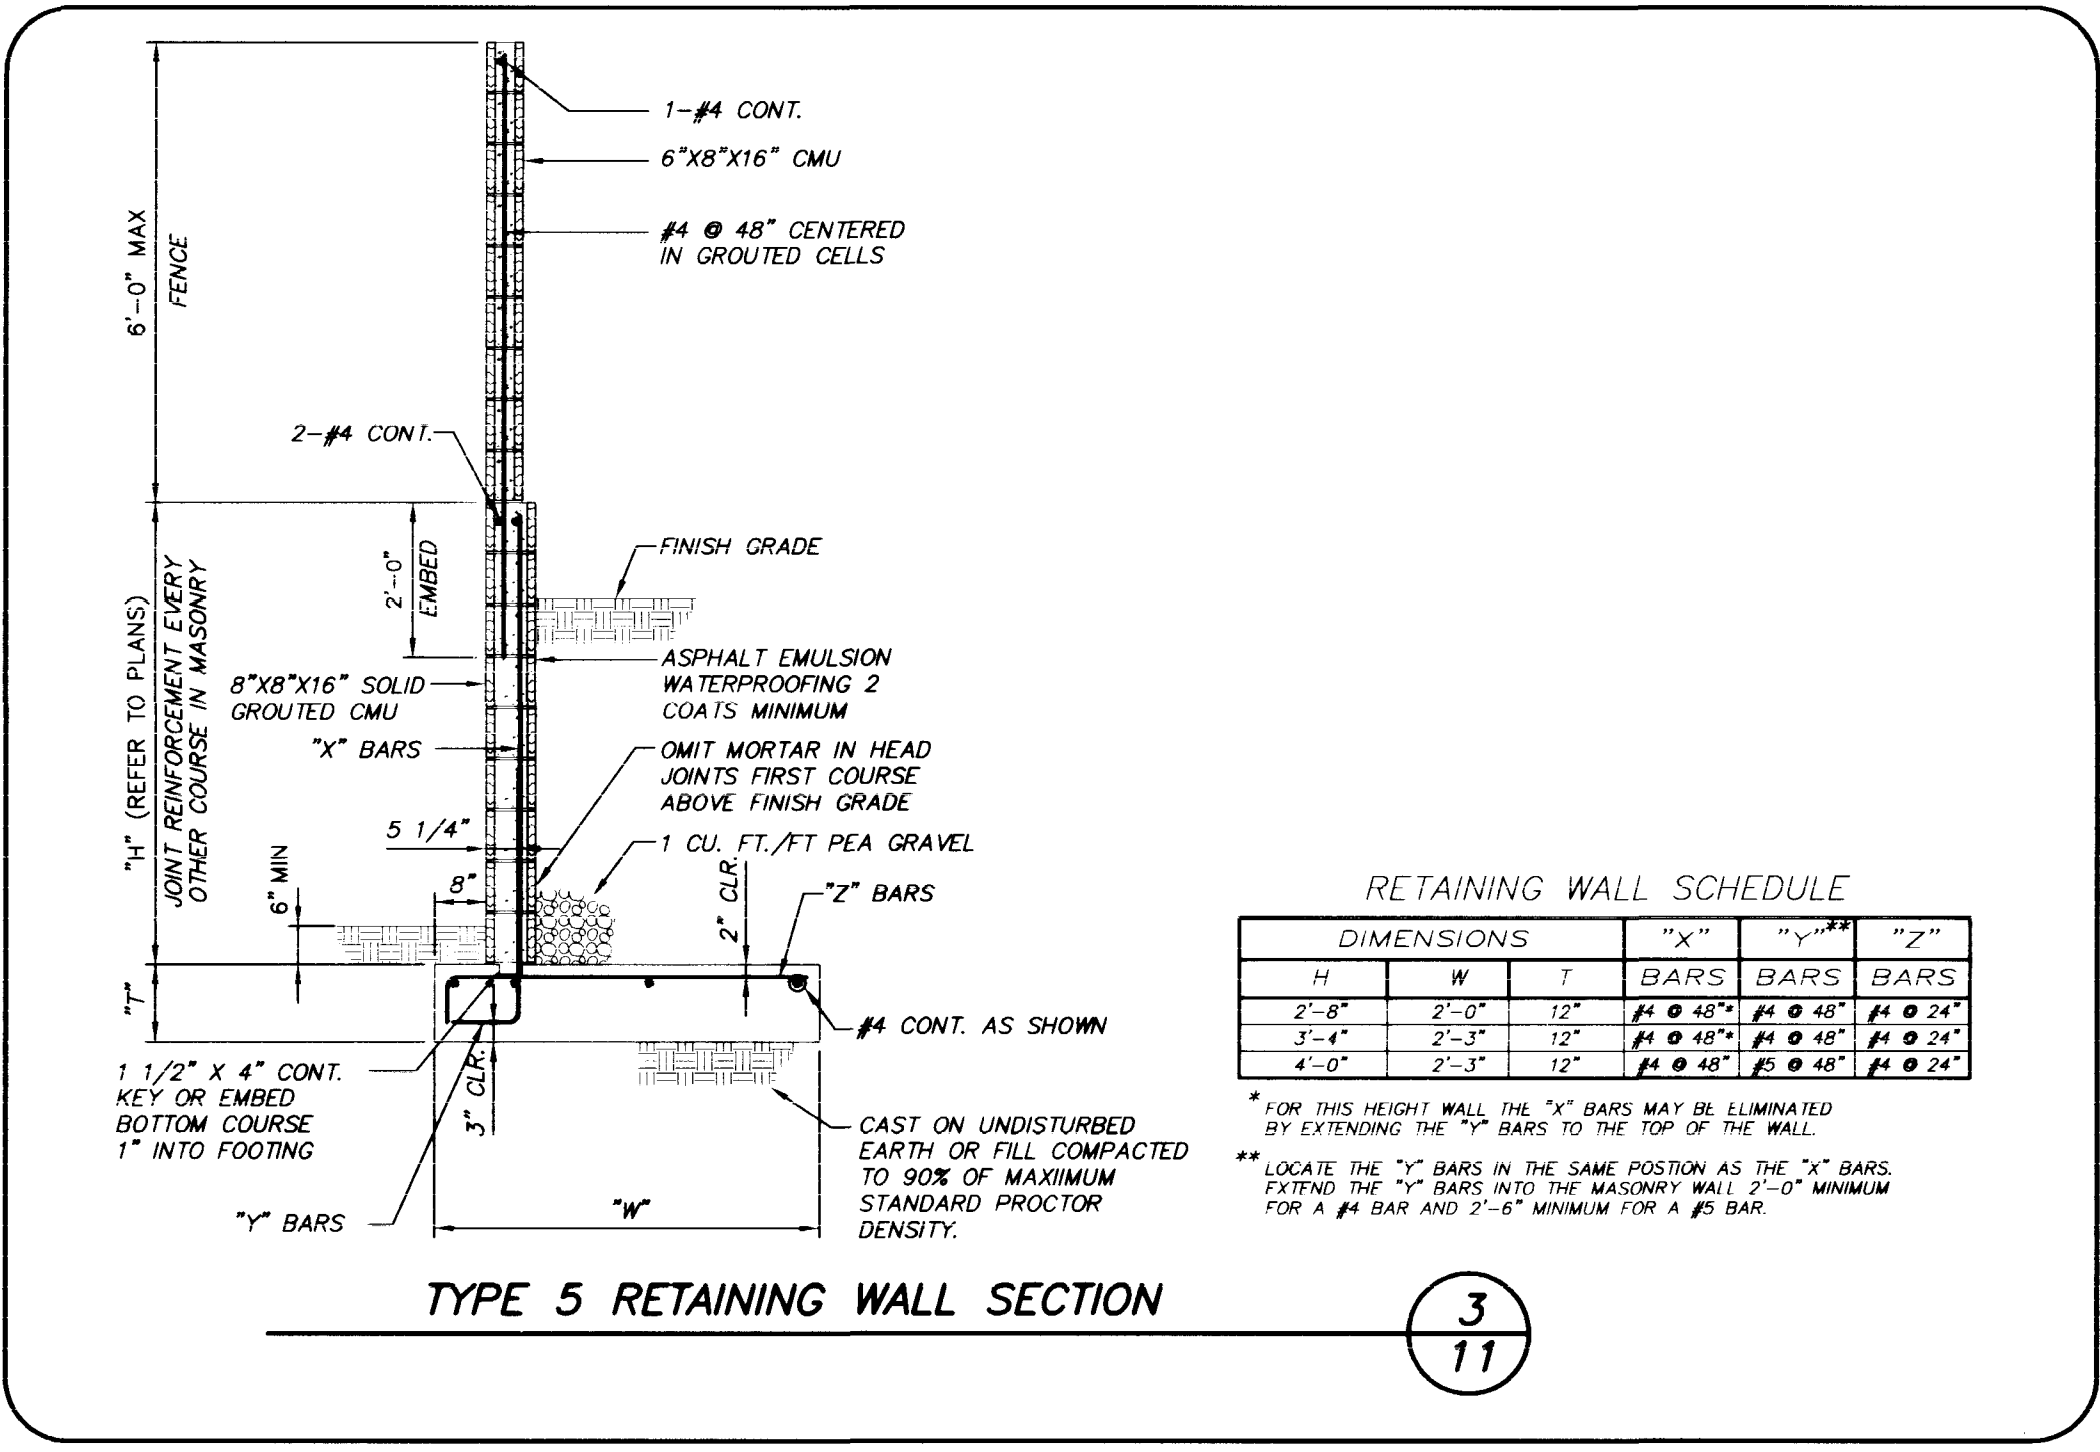 1-#4 CONT.
6"X8"X16" CMU
#4 @ 48" CENTERED
IN GROUTED CELLS
6'-0" MAX
FENCE
2-#4 CONT.
2'-0"
EMBED
FINISH GRADE
"H" (REFER TO PLANS)
JOINT REINFORCEMENT EVERY
OTHER COURSE IN MASONRY
8"X8"X16" SOLID
GROUTED CMU
"X" BARS
ASPHALT EMULSION
WATERPROOFING 2
COATS MINIMUM
OMIT MORTAR IN HEAD
JOINTS FIRST COURSE
ABOVE FINISH GRADE
5 1/4"
1 CU. FT./FT PEA GRAVEL
6" MIN
8"
2" CLR.
"Z" BARS
"T"
#4 CONT. AS SHOWN
1 1/2" X 4" CONT.
KEY OR EMBED
BOTTOM COURSE
1" INTO FOOTING
3" CLR.
CAST ON UNDISTURBED
EARTH OR FILL COMPACTED
TO 90% OF MAXIIMUM
STANDARD PROCTOR
DENSITY.
"Y" BARS
"W"
RETAINING WALL SCHEDULE
DIMENSIONS "X" "Y"** "Z"
H W T BARS BARS BARS
2'-8" 2'-0" 12" #4 @ 48"* #4 @ 48" #4 @ 24"
3'-4" 2'-3" 12" #4 @ 48"* #4 @ 48" #4 @ 24"
4'-0" 2'-3" 12" #4 @ 48" #5 @ 48" #4 @ 24"
* FOR THIS HEIGHT WALL THE "X" BARS MAY BE ELIMINATED
BY EXTENDING THE "Y" BARS TO THE TOP OF THE WALL.
** LOCATE THE "Y" BARS IN THE SAME POSTION AS THE "X" BARS.
EXTEND THE "Y" BARS INTO THE MASONRY WALL 2'-0" MINIMUM
FOR A #4 BAR AND 2'-6" MINIMUM FOR A #5 BAR.
TYPE 5 RETAINING WALL SECTION
3
11